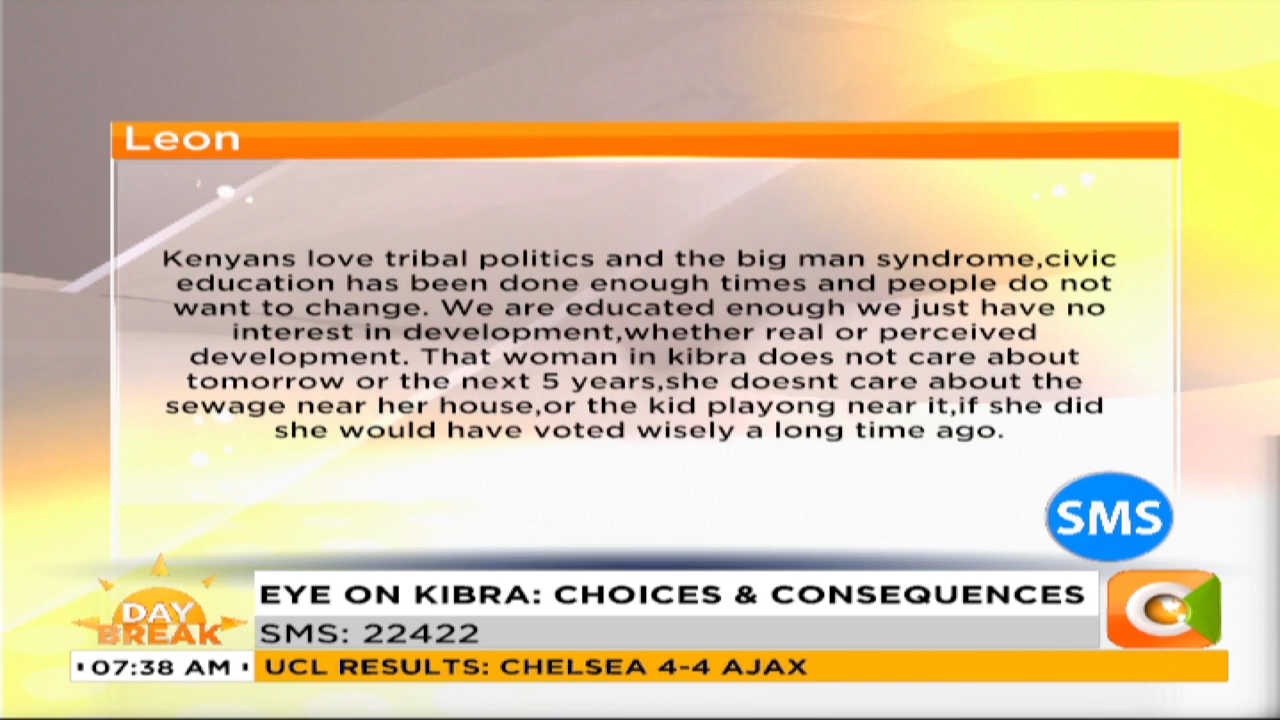 Leon
Kenyans love tribal politics and the big man syndrome,civic
education has been done enough times and people do not
want to change. We are educated enough we just have no
interest in development,whether real or perceived
development. That woman in kibra does not care about
tomorrow or the next 5 years,she doesnt care about the
sewage near her house,or the kid playong near it,if she did
she would have voted wisely a long time ago.
SMS
DAY
BREAK
EYE ON KIBRA: CHOICES & CONSEQUENCES
SMS: 22422
07:38 AM
UCL RESULTS: CHELSEA 4-4 AJAX